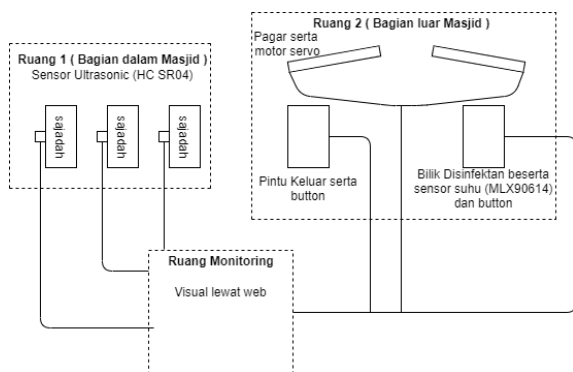 Ruang 1 ( Bagian dalam Masjid )
Sensor Ultrasonic (HC SR04)
sajadah
sajadah
sajadah
Ruang 2 ( Bagian luar Masjid )
Pagar serta
motor servo
Pintu Keluar serta
button
Bilik Disinfektan beserta
sensor suhu (MLX90614)
dan button
Ruang Monitoring
Visual lewat web